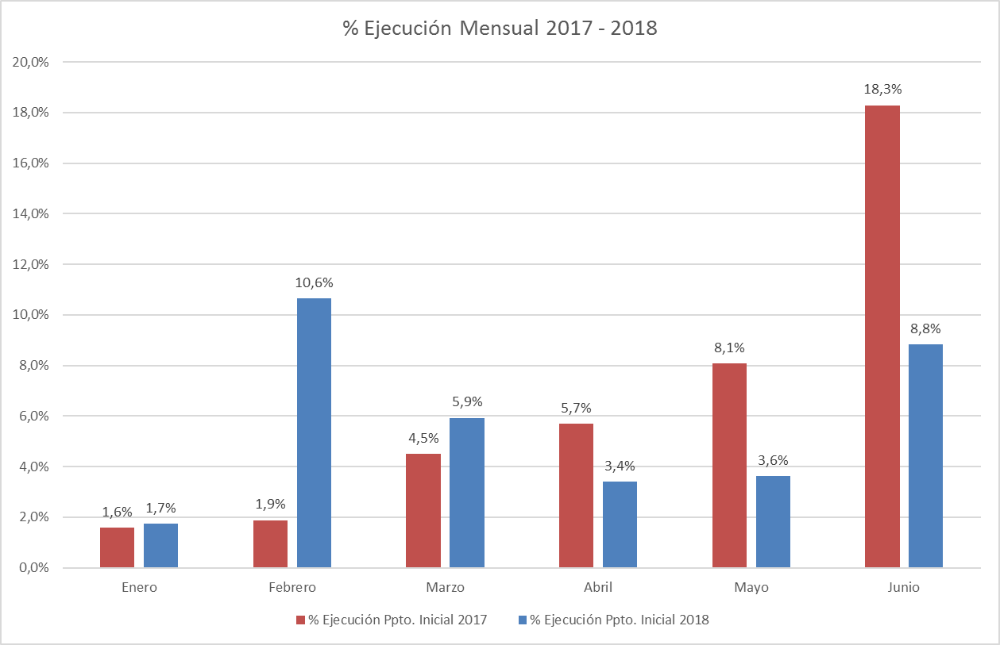 % Ejecución Mensual 2017 - 2018
20,0%
18,0%
16,0%
14,0%
12,0%
10,0%
8,0%
6,0%
4,0%
2,0%
0,0%
1,6%
1,7%
1,9%
10,6%
4,5%
5,9%
5,7%
3,4%
8,1%
3,6%
18,3%
8,8%
Enero
Febrero
Marzo
Abril
Mayo
Junio
% Ejecución Ppto. Inicial 2017
% Ejecución Ppto. Inicial 2018